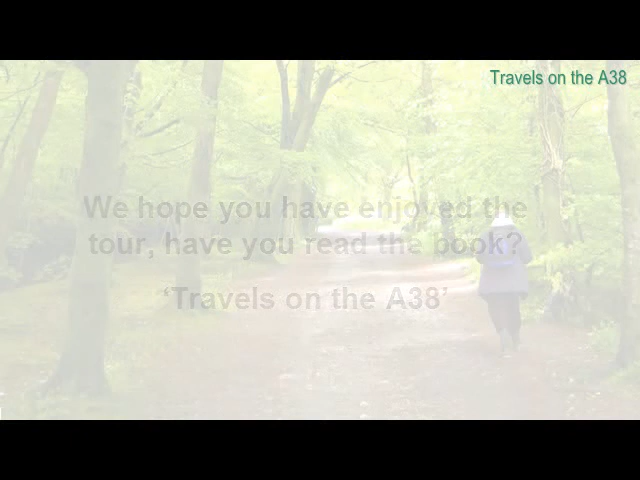 Travels on the A38
We hope you have enjoyed the
tour, have you read the book?
‘Travels on the A38’